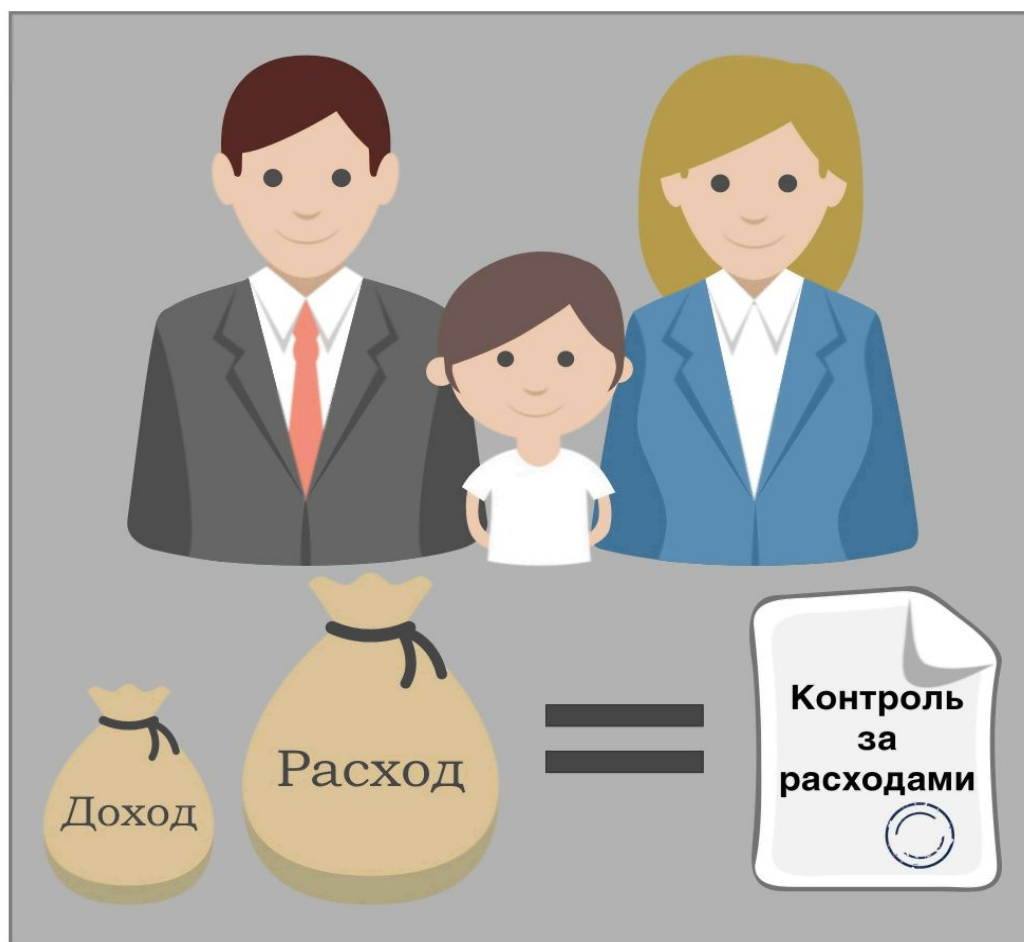 Доход
Расход
Контроль
за
расходами